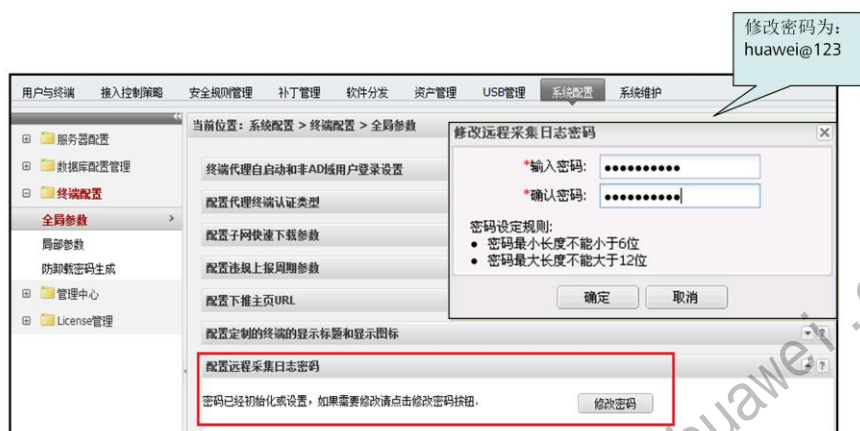 修改密码为:
huawei@123
用户与终端 接入控制策略 安全规则管理 补丁管理 软件分发 资产管理 USB管理 系统配置 系统维护
服务器配置
数据库配置管理
终端配置
全局参数
局部参数
防卸载密码生成
管理中心
License管理
当前位置：系统配置 > 终端配置 > 全局参数
终端代理自启动和非AD域用户登录设置
配置代理终端认证类型
配置子网快速下载参数
配置违规上报周期参数
配置下推主页URL
配置定制的终端的显示标题和显示图标
配置远程采集日志密码
密码已经初始化或设置，如果需要修改请点击修改密码按钮.
修改密码
修改远程采集日志密码
*输入密码: ●●●●●●●●●●
*确认密码: ●●●●●●●●●●
密码设定规则:
● 密码最小长度不能小于6位
● 密码最大长度不能大于12位
确定 取消
huawei.